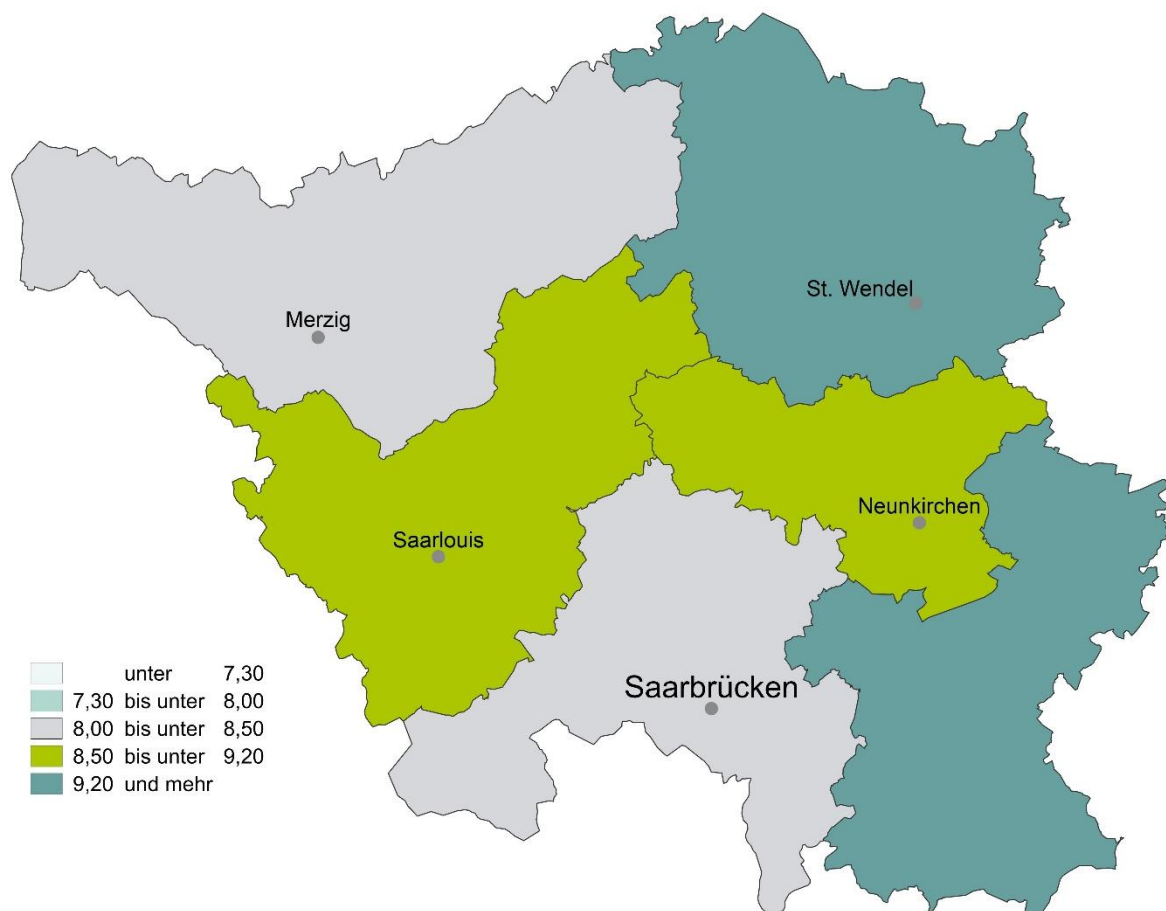 St. Wendel
Merzig
Neunkirchen
Saarlouis
Saarbrücken
unter 7,30
7,30 bis unter 8,00
8,00 bis unter 8,50
8,50 bis unter 9,20
9,20 und mehr